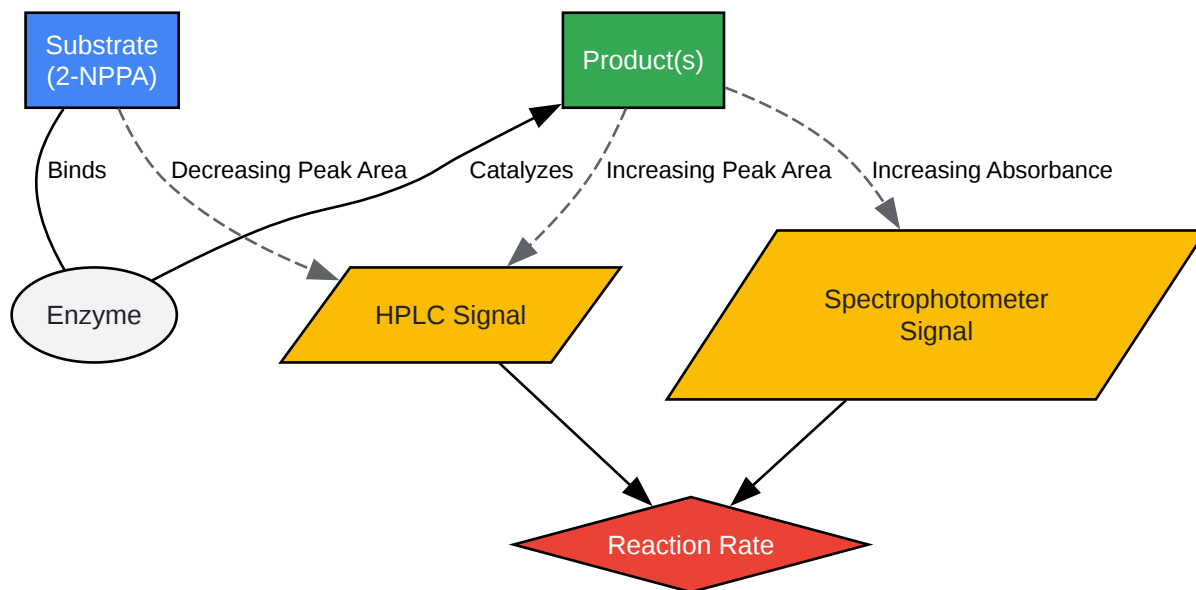 Substrate
(2-NPPA)
Product(s)
Binds
Decreasing Peak Area
Catalyzes
Increasing Peak Area
Increasing Absorbance
Enzyme
HPLC Signal
Spectrophotometer
Signal
Reaction Rate